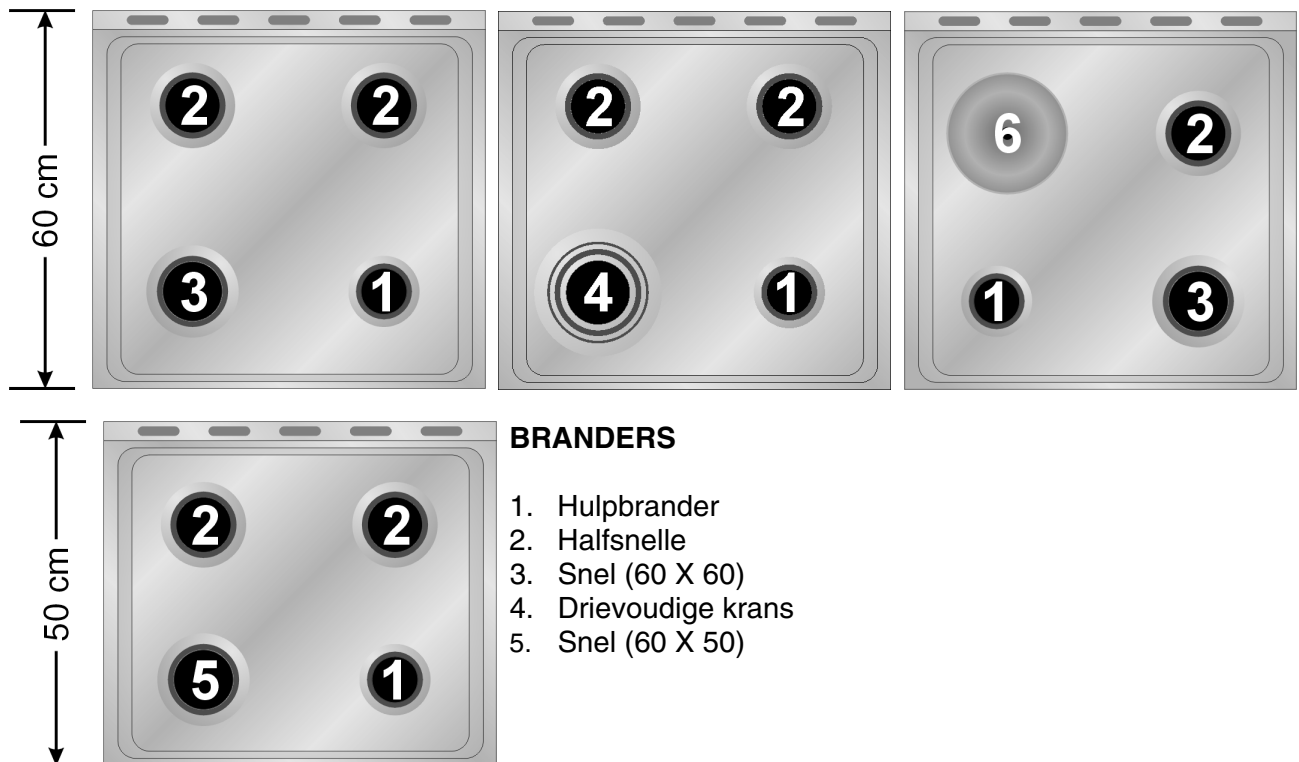 60 cm
2 2
3 1
2 2
4 1
6 2
1 3
50 cm
2 2
5 1
BRANDERS
1. Hulpbrander
2. Halfsnelle
3. Snel (60 X 60)
4. Drievoudige krans
5. Snel (60 X 50)